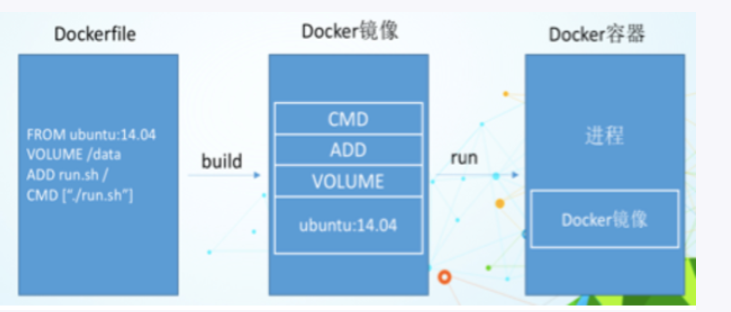 Dockerfile
FROM ubuntu:14.04
VOLUME /data
ADD run.sh /
CMD ["./run.sh"]
build
Docker镜像
CMD
ADD
VOLUME
ubuntu:14.04
run
Docker容器
进程
Docker镜像